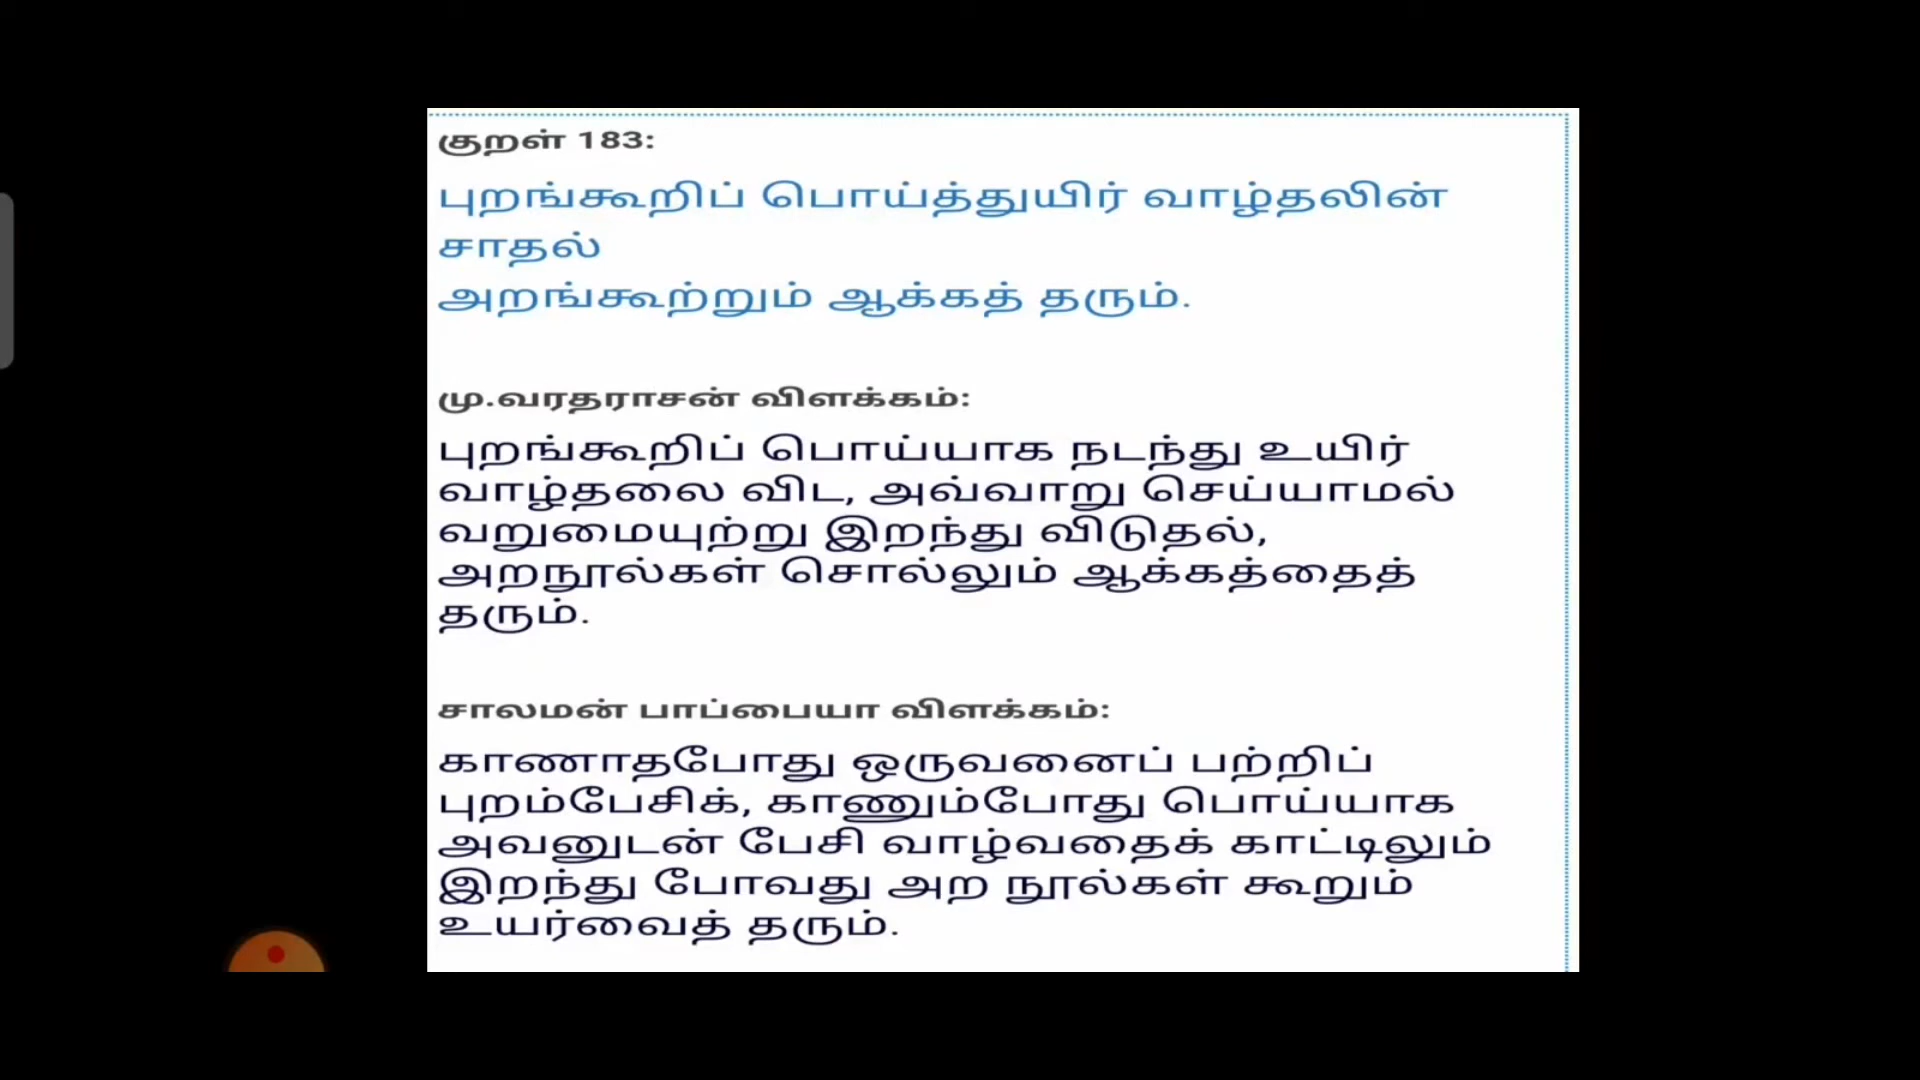 குறள் 183:
புறங்கூறிப் பொய்த்துயிர் வாழ்தலின்
சாதல்
அறங்கூற்றும் ஆக்கத் தரும்.
மு.வரதராசன் விளக்கம்:
புறங்கூறிப் பொய்யாக நடந்து உயிர்
வாழ்தலை விட, அவ்வாறு செய்யாமல்
வறுமையுற்று இறந்து விடுதல்,
அறநூல்கள் சொல்லும் ஆக்கத்தைத்
தரும்.
சாலமன் பாப்பையா விளக்கம்:
காணாதபோது ஒருவனைப் பற்றிப்
புறம்பேசிக், காணும்போது பொய்யாக
அவனுடன் பேசி வாழ்வதைக் காட்டிலும்
இறந்து போவது அற நூல்கள் கூறும்
உயர்வைத் தரும்.